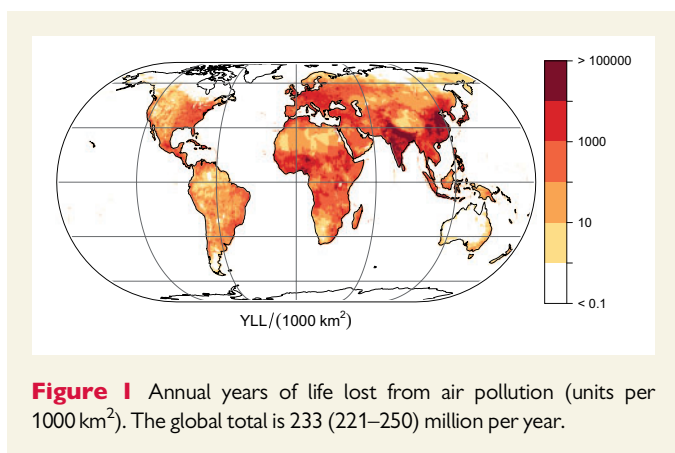 > 100000
1000
10
< 0.1
YLL/(1000 km²)
Figure 1 Annual years of life lost from air pollution (units per
1000 km²). The global total is 233 (221–250) million per year.